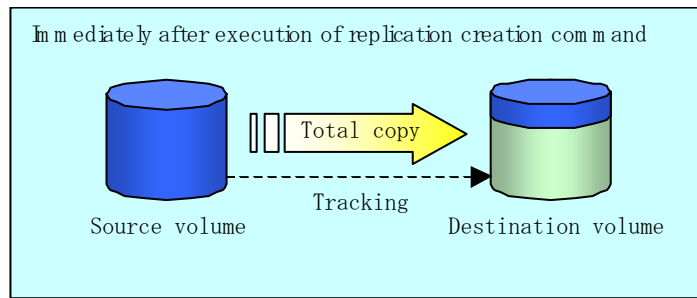 Immediately after execution of replication creation command
Total copy
Tracking
Source volume
Destination volume